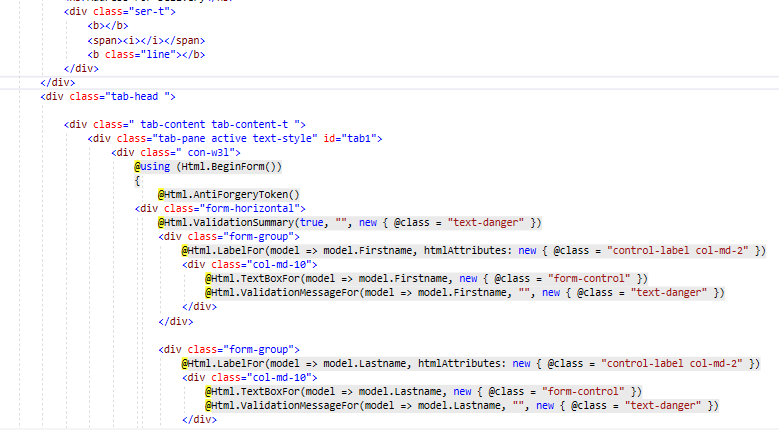 <div class="ser-t">
<b></b>
<span><i></i></span>
<b class="line"></b>
</div>
</div>
<div class="tab-head ">
<div class=" tab-content tab-content-t ">
<div class="tab-pane active text-style" id="tab1">
<div class=" con-w3l">
@using (Html.BeginForm())
{
@Html.AntiForgeryToken()
<div class="form-horizontal">
@Html.ValidationSummary(true, "", new { @class = "text-danger" })
<div class="form-group">
@Html.LabelFor(model => model.Firstname, htmlAttributes: new { @class = "control-label col-md-2" })
<div class="col-md-10">
@Html.TextBoxFor(model => model.Firstname, new { @class = "form-control" })
@Html.ValidationMessageFor(model => model.Firstname, "", new { @class = "text-danger" })
</div>
</div>
<div class="form-group">
@Html.LabelFor(model => model.Lastname, htmlAttributes: new { @class = "control-label col-md-2" })
<div class="col-md-10">
@Html.TextBoxFor(model => model.Lastname, new { @class = "form-control" })
@Html.ValidationMessageFor(model => model.Lastname, "", new { @class = "text-danger" })
</div>